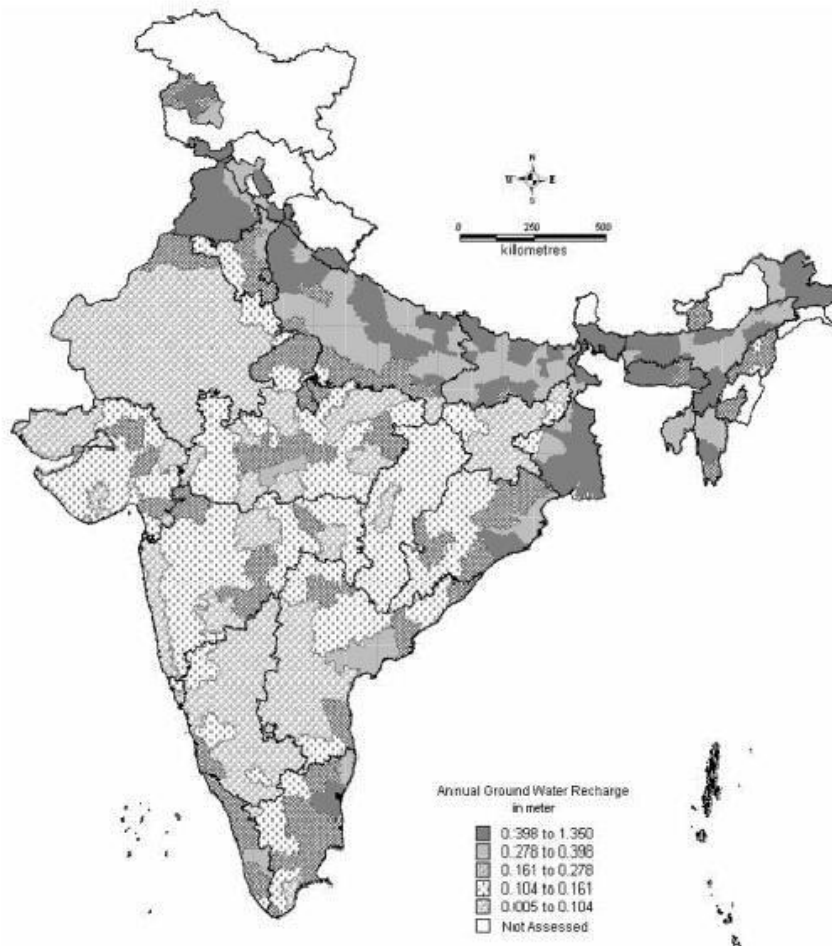 N
W E
S
0 250 500
kilometres
Annual Ground Water Recharge
in meter
0.398 to 1.350
0.278 to 0.398
0.161 to 0.278
0.104 to 0.161
0.005 to 0.104
Not Assessed